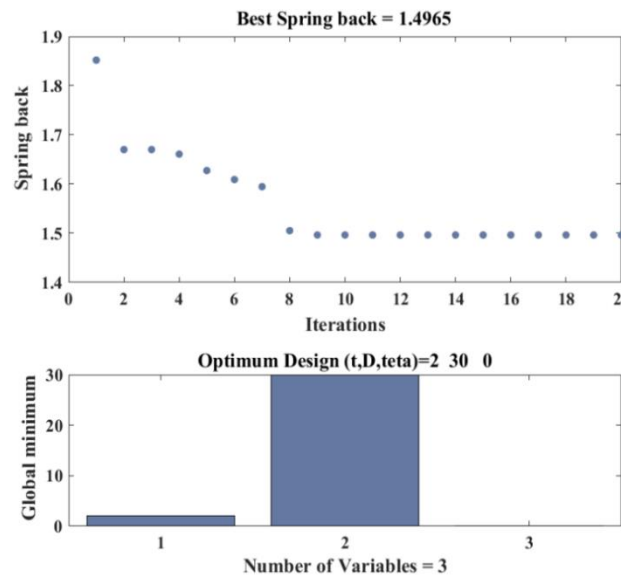 Best Spring back = 1.4965
1.9
1.8
1.7
1.6
1.5
1.4
Spring back
0 2 4 6 8 10 12 14 16 18 2
Iterations
Optimum Design (t,D,teta)=2 30 0
30
20
10
0
Global minimum
1 2 3
Number of Variables = 3